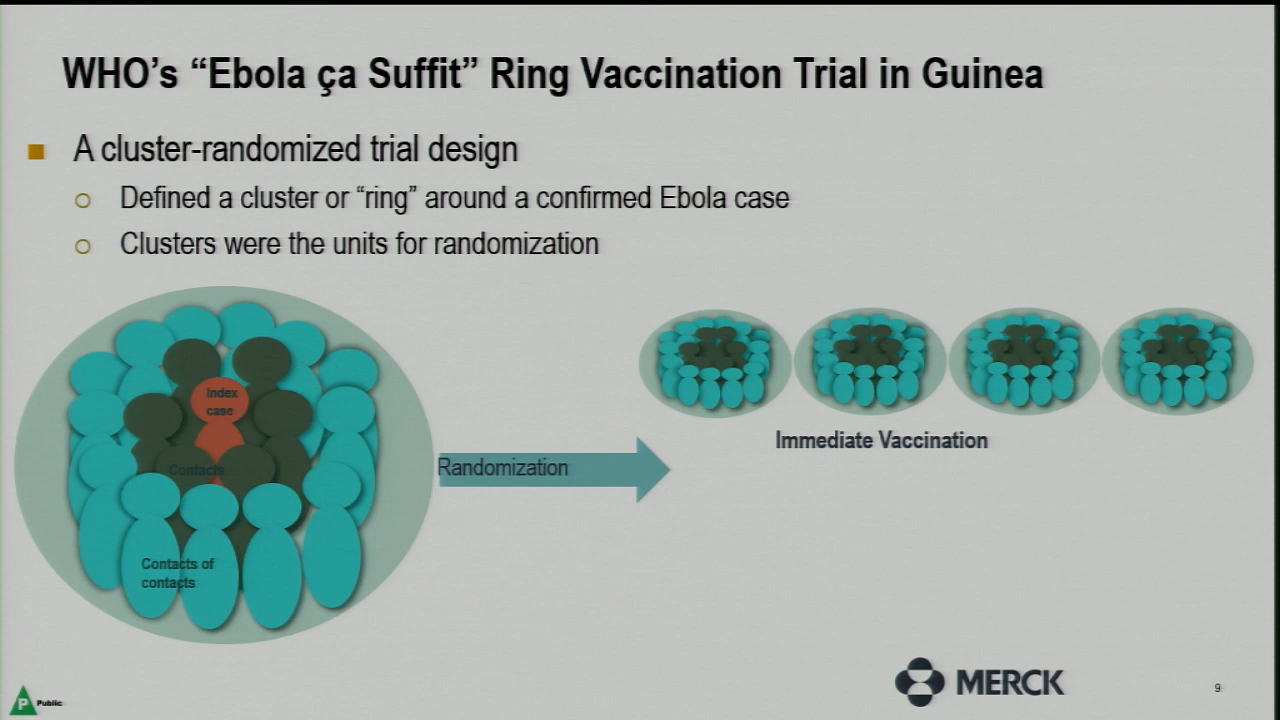 WHO’s “Ebola ça Suffit” Ring Vaccination Trial in Guinea
A cluster-randomized trial design
Defined a cluster or “ring” around a confirmed Ebola case
Clusters were the units for randomization
Index
case
Contacts
Contacts of
contacts
Randomization
Immediate Vaccination
P Public
MERCK
9